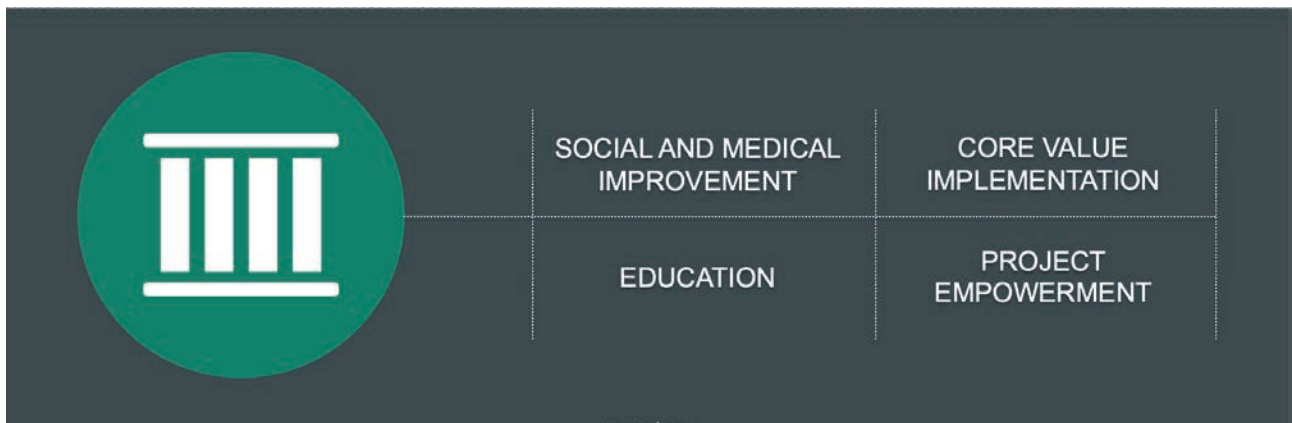 SOCIAL AND MEDICAL
IMPROVEMENT
CORE VALUE
IMPLEMENTATION
EDUCATION
PROJECT
EMPOWERMENT